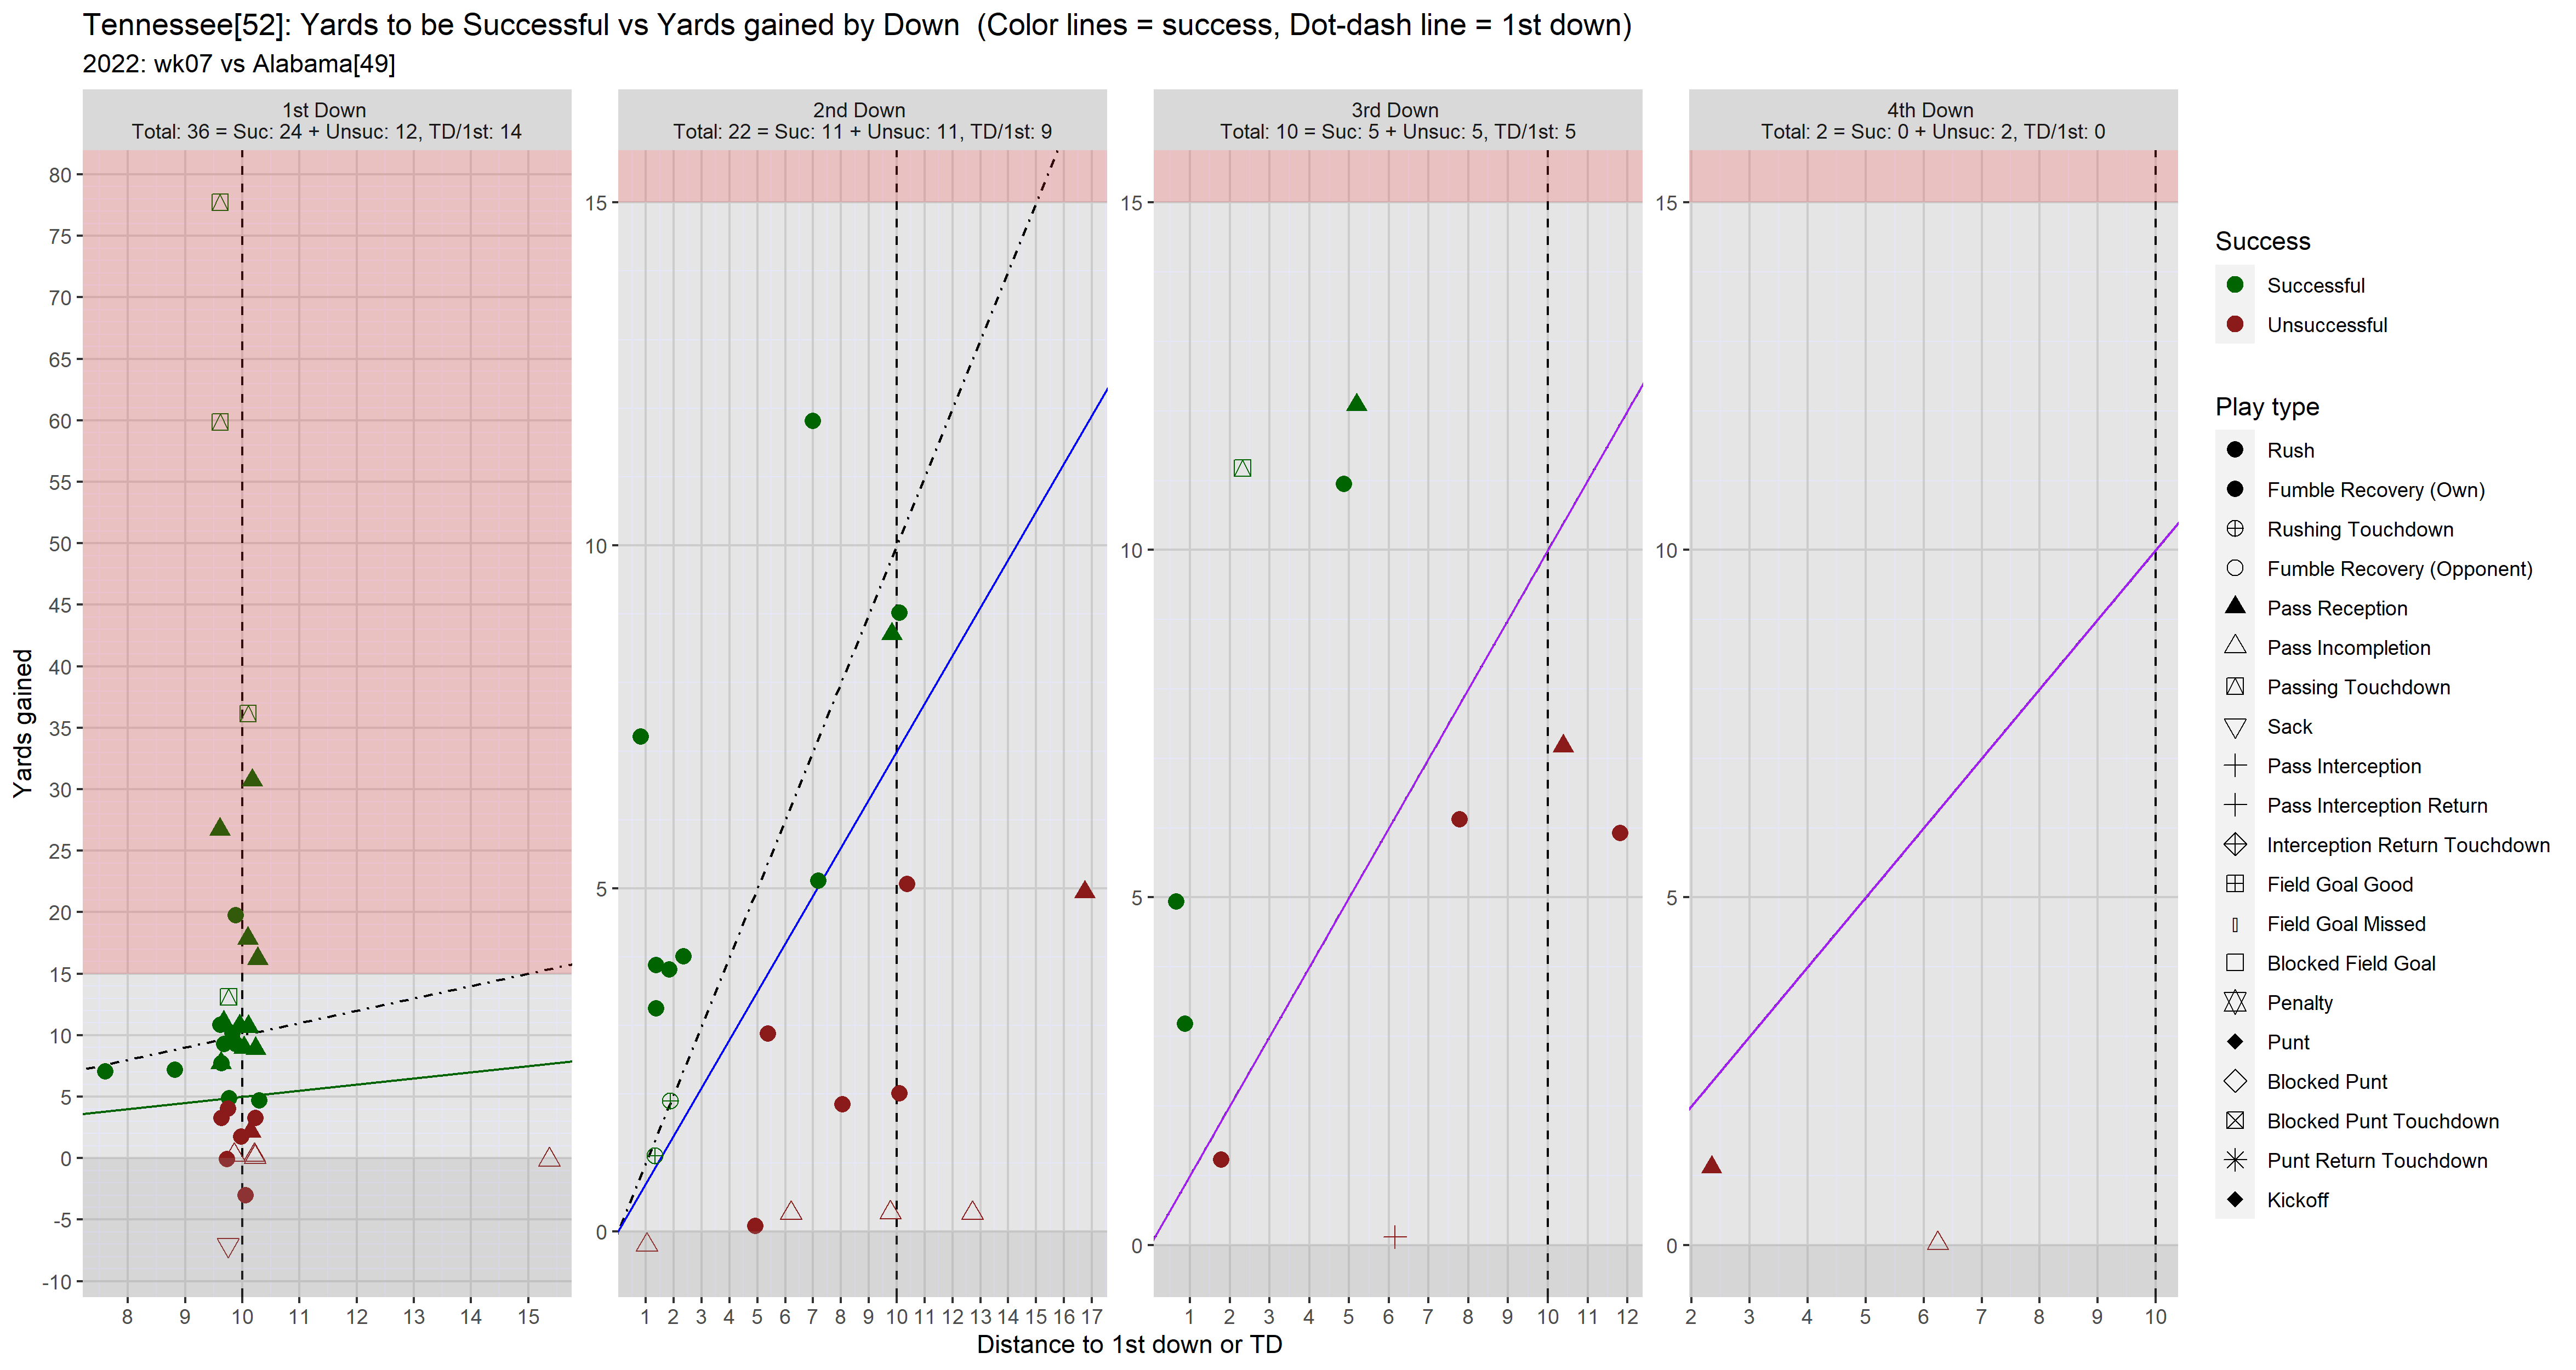 Tennessee[52]: Yards to be Successful vs Yards gained by Down  (Color lines = success, Dot-dash line = 1st down)
2022: wk07 vs Alabama[49]
1st Down
Total: 36 = Suc: 24 + Unsuc: 12, TD/1st: 14
2nd Down
Total: 22 = Suc: 11 + Unsuc: 11, TD/1st: 9
3rd Down
Total: 10 = Suc: 5 + Unsuc: 5, TD/1st: 5
4th Down
Total: 2 = Suc: 0 + Unsuc: 2, TD/1st: 0
Yards gained
80
75
70
65
60
55
50
45
40
35
30
25
20
15
10
5
0
-5
-10
8 9 10 11 12 13 14 15
15
10
5
0
1 2 3 4 5 6 7 8 9 10 11 12 13 14 15 16 17
15
10
5
0
1 2 3 4 5 6 7 8 9 10 11 12
15
10
5
0
2 3 4 5 6 7 8 9 10
Distance to 1st down or TD
Success
Successful
Unsuccessful
Play type
Rush
Fumble Recovery (Own)
Rushing Touchdown
Fumble Recovery (Opponent)
Pass Reception
Pass Incompletion
Passing Touchdown
Sack
Pass Interception
Pass Interception Return
Interception Return Touchdown
Field Goal Good
Field Goal Missed
Blocked Field Goal
Penalty
Punt
Blocked Punt
Blocked Punt Touchdown
Punt Return Touchdown
Kickoff